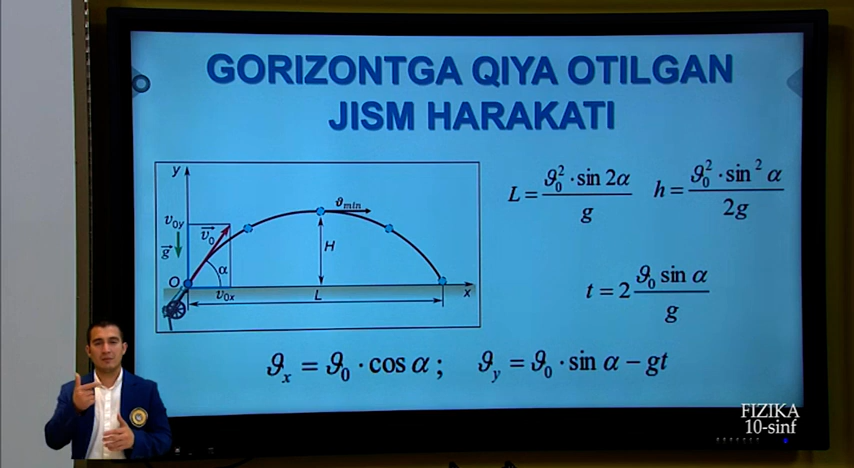 GORIZONTGA QIYA OTILGAN
JISM HARAKATI
y
v₀y
v⃗₀
g⃗
O
α
v₀ₓ
ϑmin
H
L
x
L = ϑ₀² · sin 2α / g
h = ϑ₀² · sin² α / 2g
t = 2 ϑ₀ sin α / g
ϑₓ = ϑ₀ · cos α ; ϑy = ϑ₀ · sin α − gt
FIZIKA
10-sinf